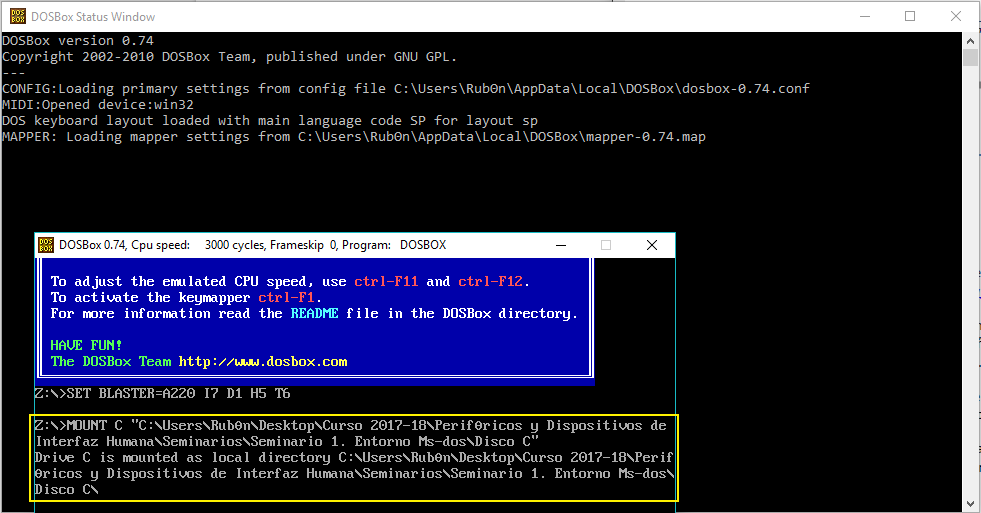 DOSBox Status Window
DOSBox version 0.74
Copyright 2002-2010 DOSBox Team, published under GNU GPL.
---
CONFIG:Loading primary settings from config file C:\Users\Rub0n\AppData\Local\DOSBox\dosbox-0.74.conf
MIDI:Opened device:win32
DOS keyboard layout loaded with main language code SP for layout sp
MAPPER: Loading mapper settings from C:\Users\Rub0n\AppData\Local\DOSBox\mapper-0.74.map
DOSBox 0.74, Cpu speed: 3000 cycles, Frameskip 0, Program: DOSBOX
To adjust the emulated CPU speed, use ctrl-F11 and ctrl-F12.
To activate the keymapper ctrl-F1.
For more information read the README file in the DOSBox directory.
HAVE FUN!
The DOSBox Team http://www.dosbox.com
Z:\>SET BLASTER=A220 I7 D1 H5 T6
Z:\>MOUNT C "C:\Users\Rub0n\Desktop\Curso 2017-18\Perif0ricos y Dispositivos de
Interfaz Humana\Seminarios\Seminario 1. Entorno Ms-dos\Disco C"
Drive C is mounted as local directory C:\Users\Rub0n\Desktop\Curso 2017-18\Perif
0ricos y Dispositivos de Interfaz Humana\Seminarios\Seminario 1. Entorno Ms-dos\
Disco C\